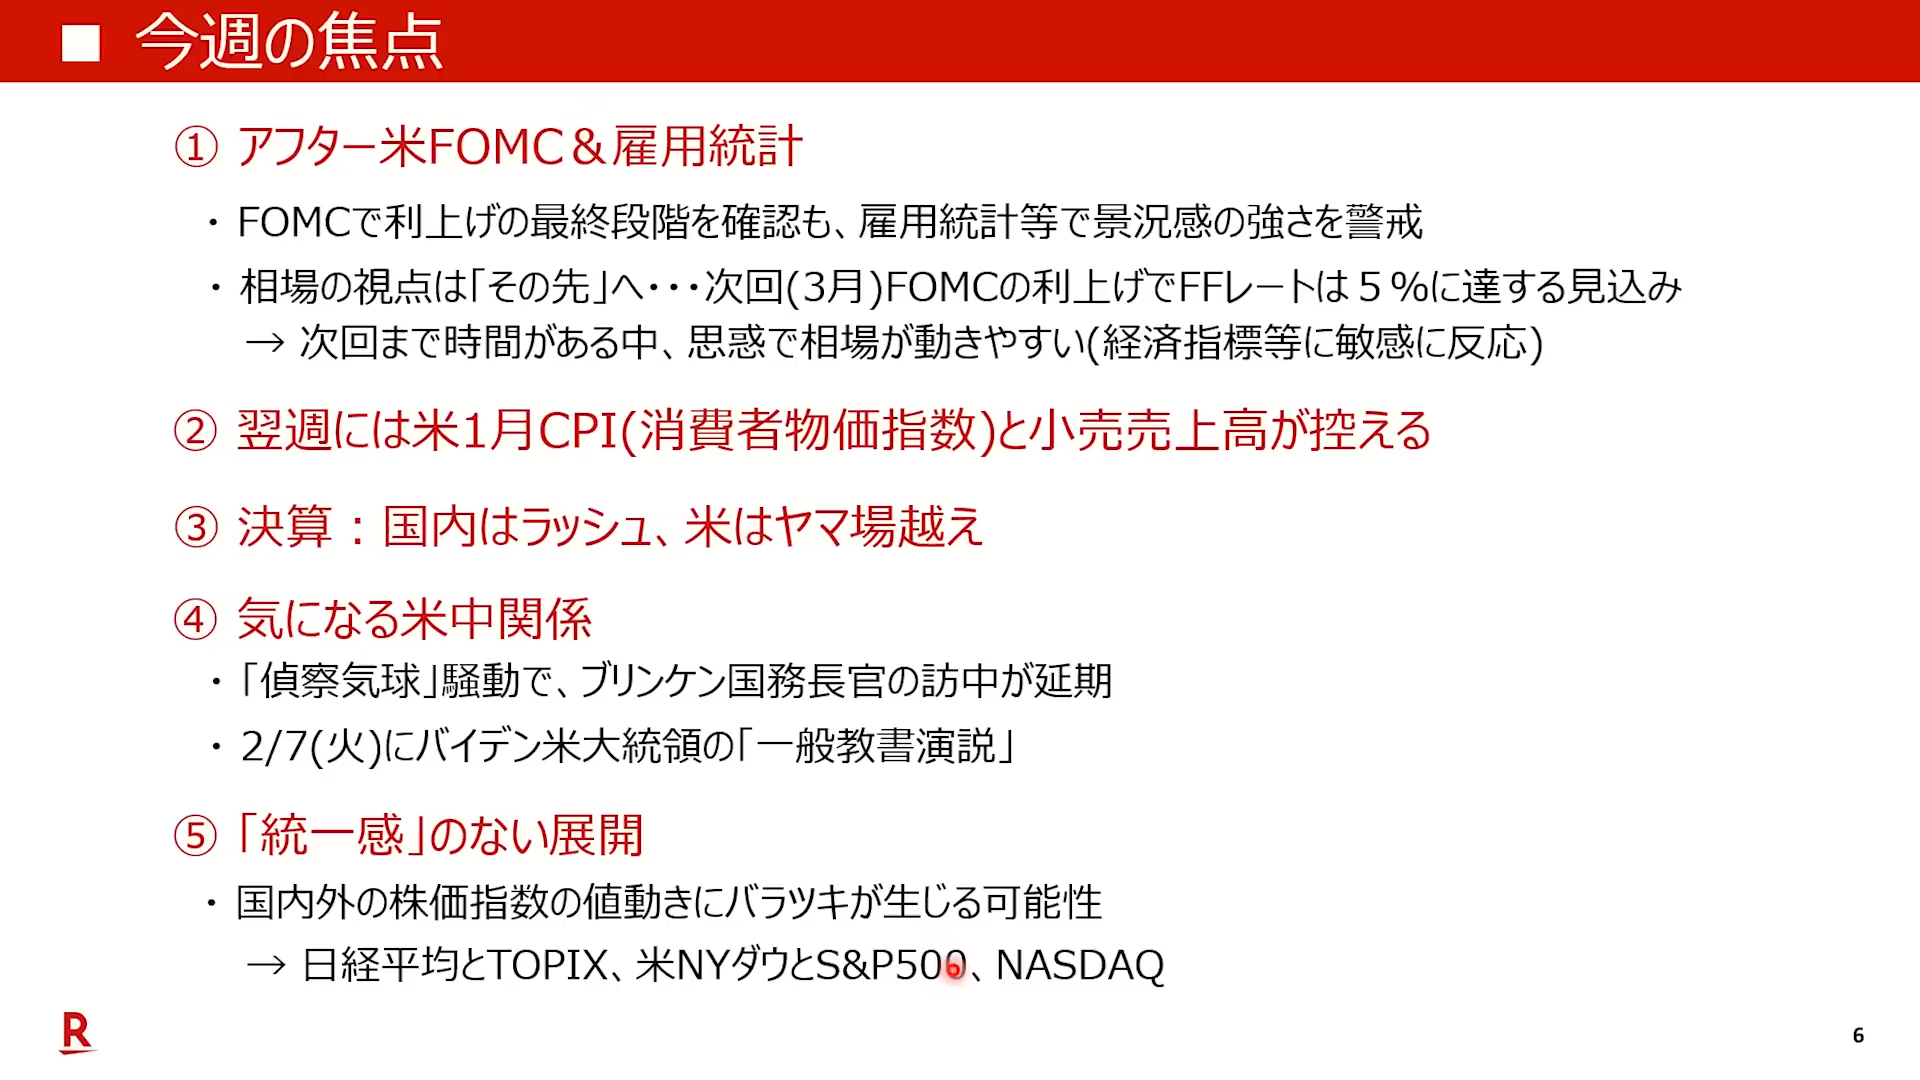 ■ 今週の焦点
① アフター米FOMC＆雇用統計
・ FOMCで利上げの最終段階を確認も、雇用統計等で景況感の強さを警戒
・ 相場の視点は「その先」へ・・・次回(3月)FOMCの利上げでFFレートは５％に達する見込み
→ 次回まで時間がある中、思惑で相場が動きやすい(経済指標等に敏感に反応)
② 翌週には米1月CPI(消費者物価指数)と小売売上高が控える
③ 決算：国内はラッシュ、米はヤマ場越え
④ 気になる米中関係
・「偵察気球」騒動で、ブリンケン国務長官の訪中が延期
・ 2/7(火)にバイデン米大統領の「一般教書演説」
⑤ 「統一感」のない展開
・ 国内外の株価指数の値動きにバラツキが生じる可能性
→ 日経平均とTOPIX、米NYダウとS&P500、NASDAQ
R
6